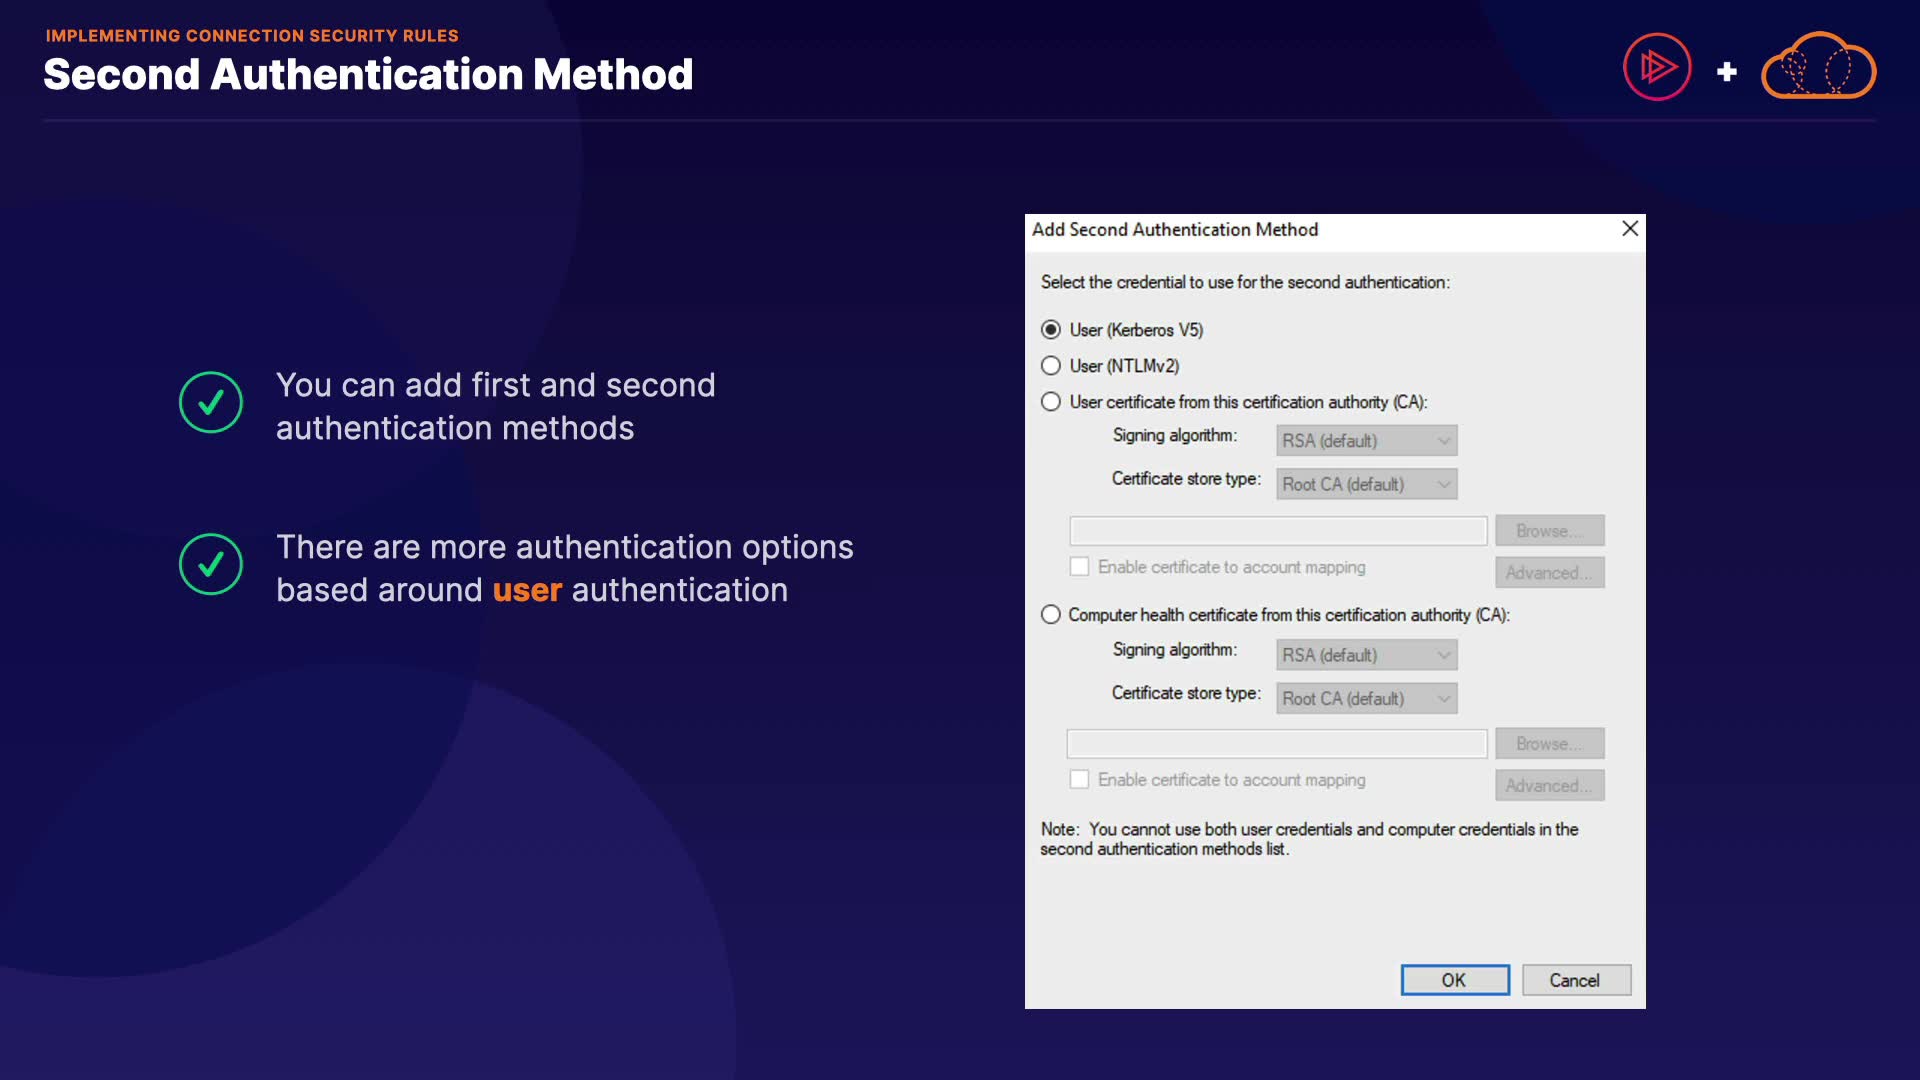 IMPLEMENTING CONNECTION SECURITY RULES
Second Authentication Method
+
You can add first and second
authentication methods
There are more authentication options
based around user authentication
Add Second Authentication Method
Select the credential to use for the second authentication:
User (Kerberos V5)
User (NTLMv2)
User certificate from this certification authority (CA):
Signing algorithm: RSA (default)
Certificate store type: Root CA (default)
Browse...
Enable certificate to account mapping
Advanced...
Computer health certificate from this certification authority (CA):
Signing algorithm: RSA (default)
Certificate store type: Root CA (default)
Browse...
Enable certificate to account mapping
Advanced...
Note: You cannot use both user credentials and computer credentials in the
second authentication methods list.
OK Cancel